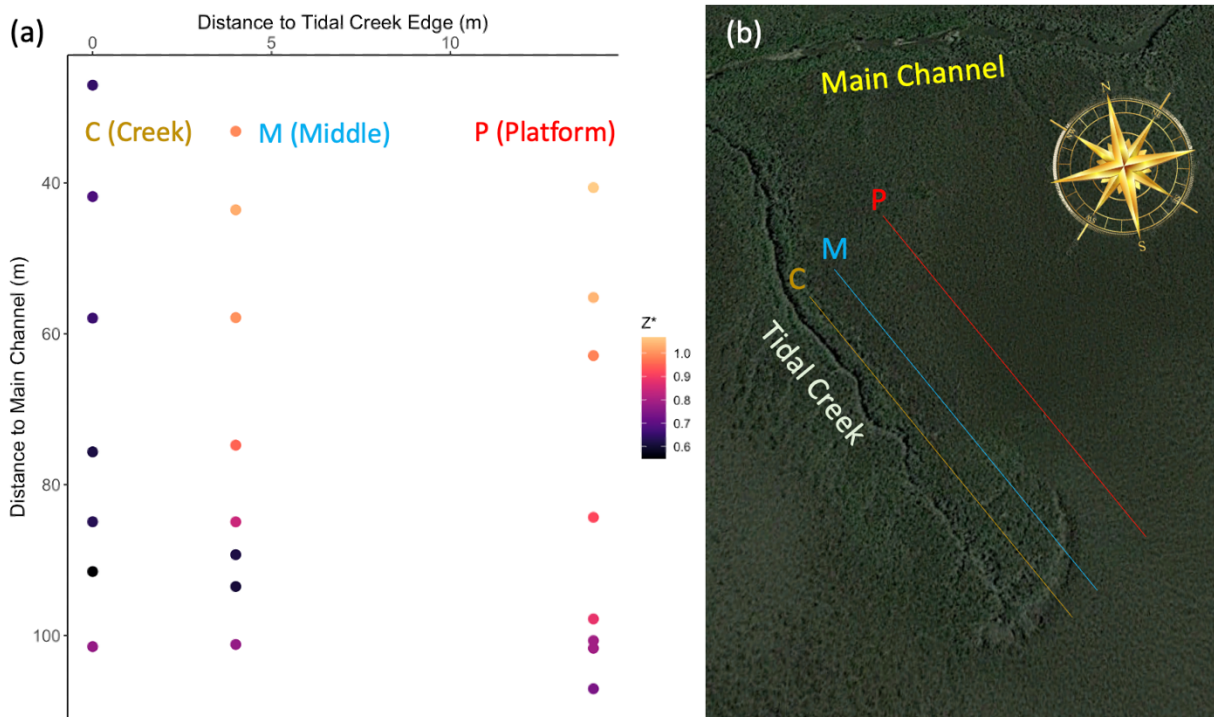 (a)
Distance to Tidal Creek Edge (m)
0 5 10
C (Creek) M (Middle) P (Platform)
Distance to Main Channel (m)
40
60
80
100
Z*
1.0
0.9
0.8
0.7
0.6
(b)
Main Channel
N
S
P
M
C
Tidal Creek